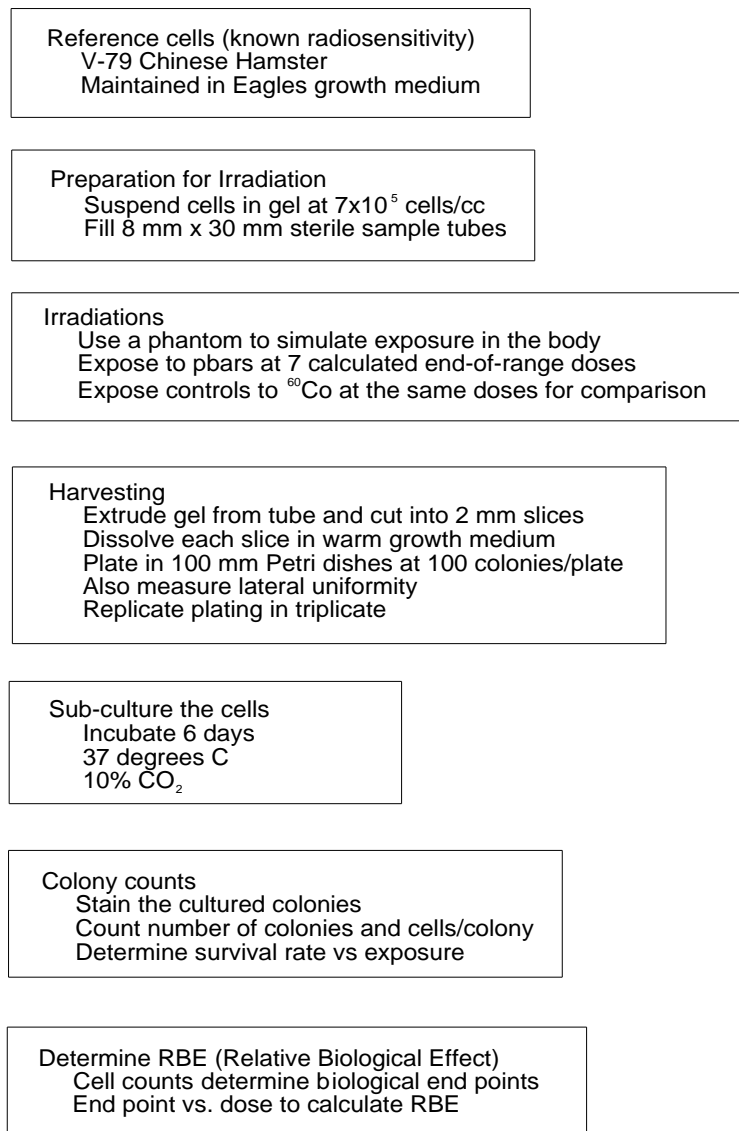 Reference cells (known radiosensitivity)
V-79 Chinese Hamster
Maintained in Eagles growth medium
Preparation for Irradiation
Suspend cells in gel at 7x10⁵ cells/cc
Fill 8 mm x 30 mm sterile sample tubes
Irradiations
Use a phantom to simulate exposure in the body
Expose to pbars at 7 calculated end-of-range doses
Expose controls to ⁶⁰Co at the same doses for comparison
Harvesting
Extrude gel from tube and cut into 2 mm slices
Dissolve each slice in warm growth medium
Plate in 100 mm Petri dishes at 100 colonies/plate
Also measure lateral uniformity
Replicate plating in triplicate
Sub-culture the cells
Incubate 6 days
37 degrees C
10% CO₂
Colony counts
Stain the cultured colonies
Count number of colonies and cells/colony
Determine survival rate vs exposure
Determine RBE (Relative Biological Effect)
Cell counts determine biological end points
End point vs. dose to calculate RBE